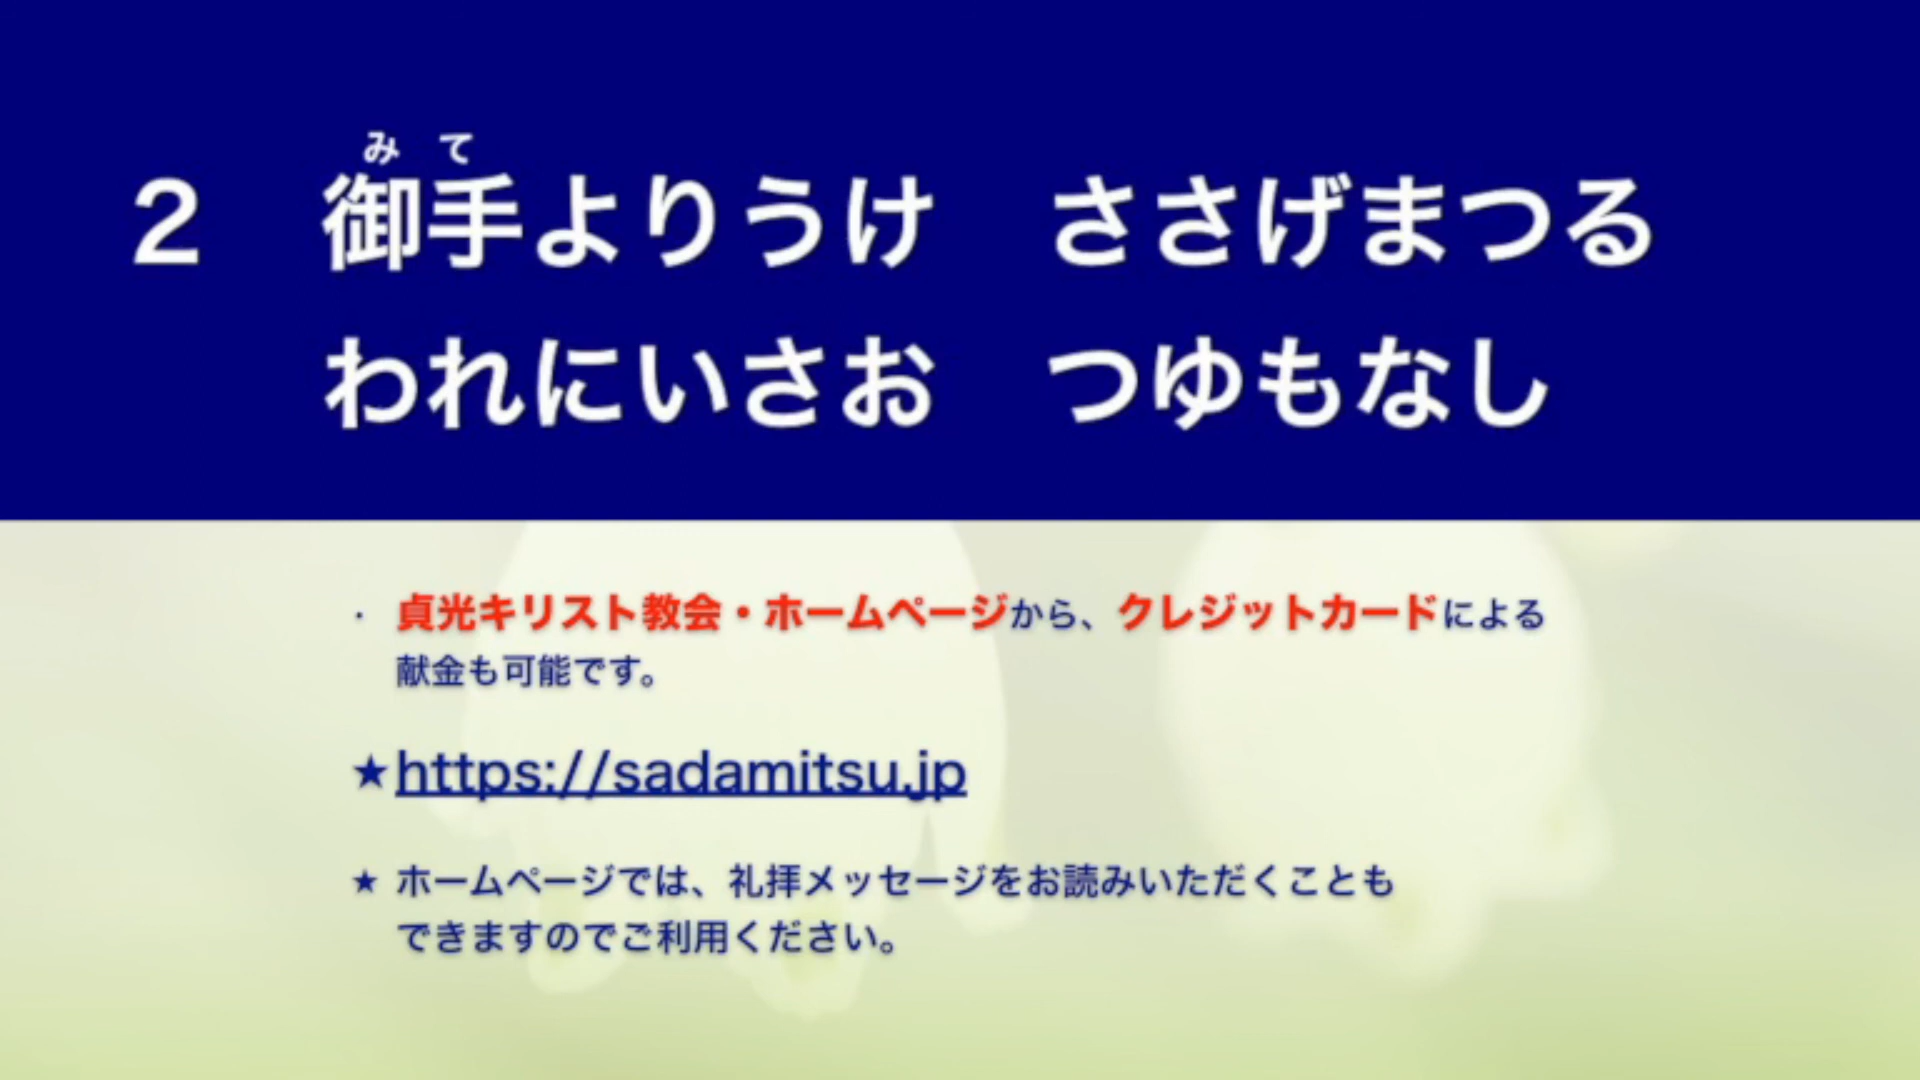 みて
2 御手よりうけ ささげまつる
われにいさお つゆもなし
・ 貞光キリスト教会・ホームページから、クレジットカードによる
献金も可能です。
★https://sadamitsu.jp
★ ホームページでは、礼拝メッセージをお読みいただくことも
できますのでご利用ください。